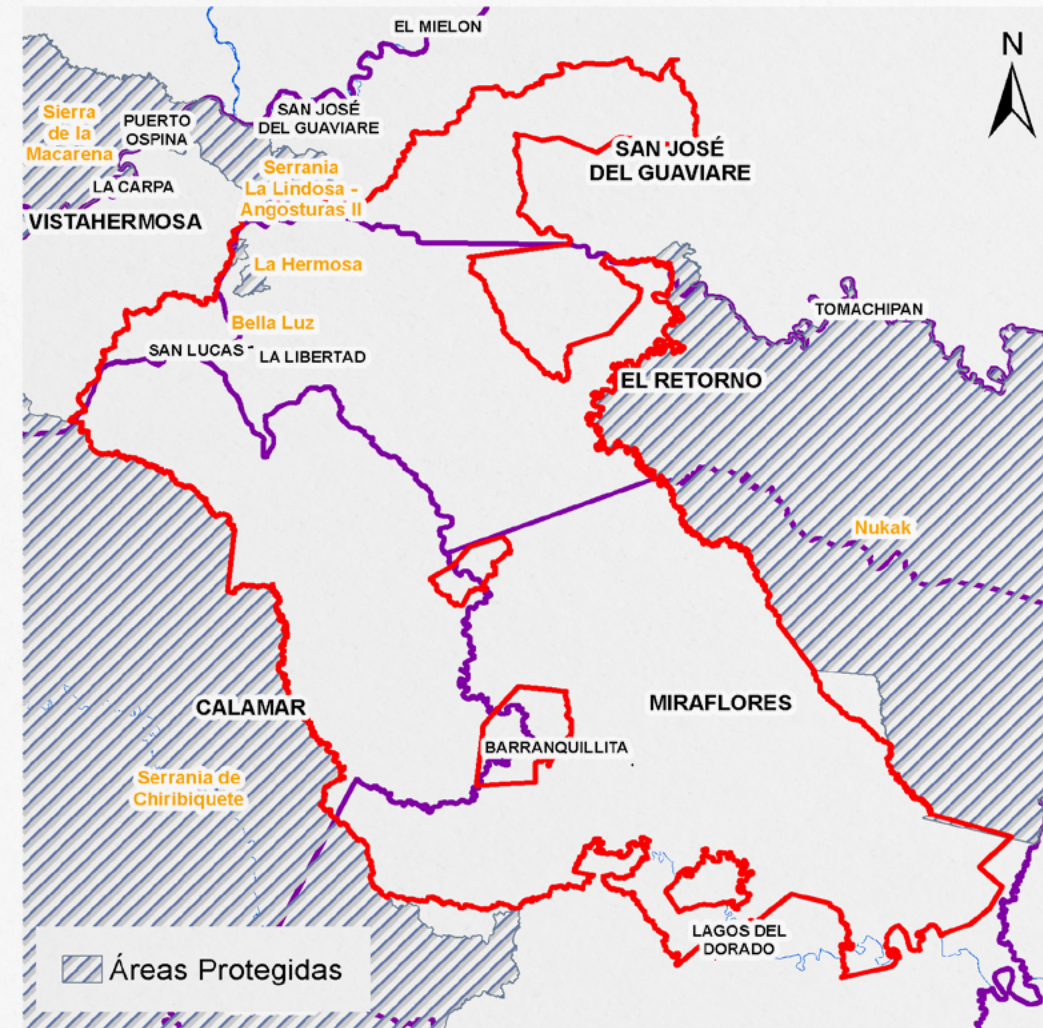 EL MIELON
N
SAN JOSÉ
DEL GUAVIARE
Sierra
de la
Macarena
PUERTO
OSPINA
SAN JOSÉ
DEL GUAVIARE
Serrania
La Lindosa -
Angosturas II
LA CARPA
VISTAHERMOSA
La Hermosa
TOMACHIPAN
Bella Luz
SAN LUCAS -
LA LIBERTAD
EL RETORNO
Nukak
CALAMAR
MIRAFLORES
BARRANQUILLITA
Serrania de
Chiribiquete
LAGOS DEL
DORADO
Áreas Protegidas